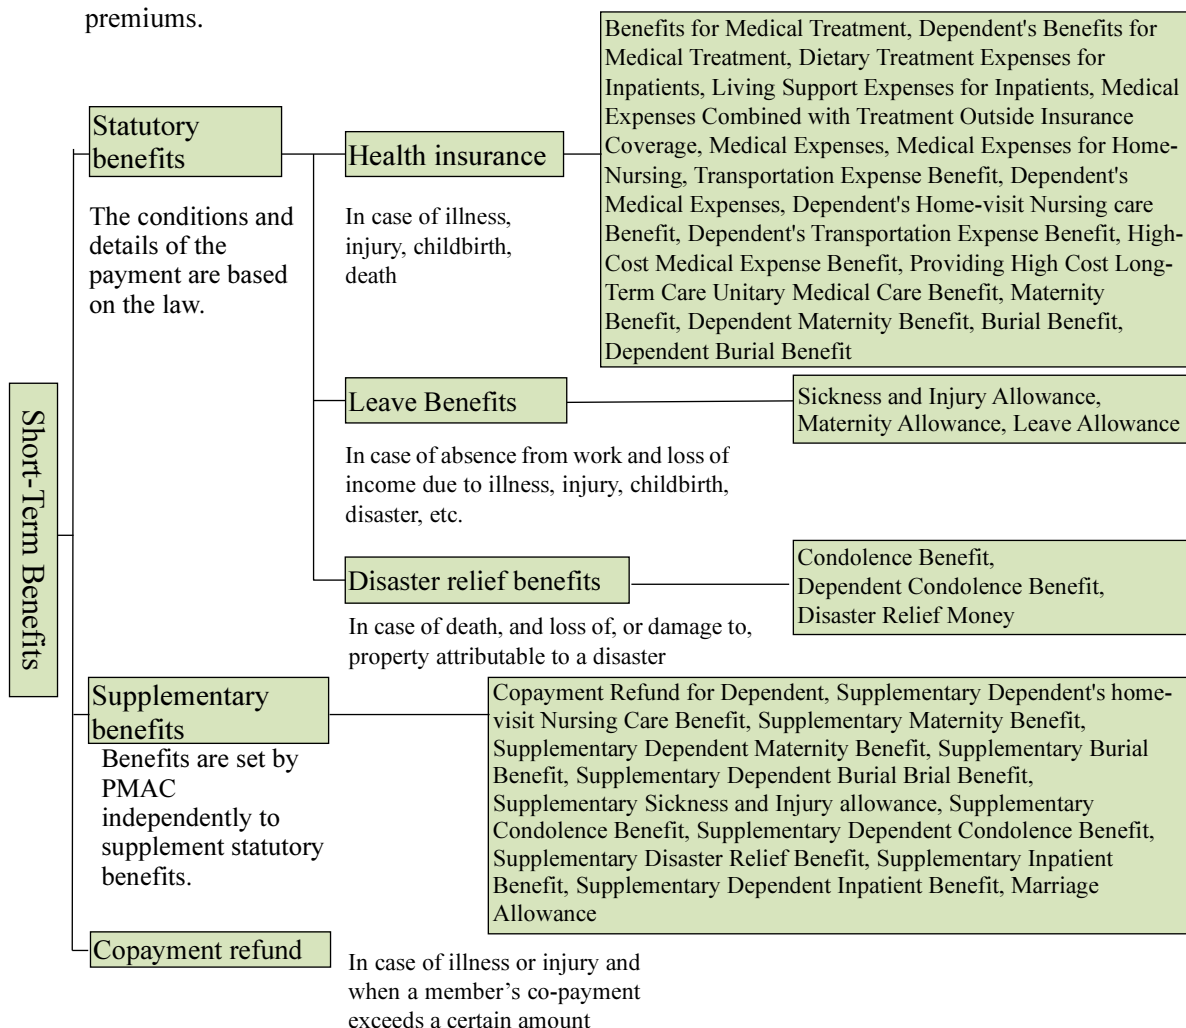 premiums.
Benefits for Medical Treatment, Dependent's Benefits for
Medical Treatment, Dietary Treatment Expenses for
Inpatients, Living Support Expenses for Inpatients, Medical
Expenses Combined with Treatment Outside Insurance
Coverage, Medical Expenses, Medical Expenses for Home-
Nursing, Transportation Expense Benefit, Dependent's
Medical Expenses, Dependent's Home-visit Nursing care
Benefit, Dependent's Transportation Expense Benefit, High-
Cost Medical Expense Benefit, Providing High Cost Long-
Term Care Unitary Medical Care Benefit, Maternity
Benefit, Dependent Maternity Benefit, Burial Benefit,
Dependent Burial Benefit
Statutory
benefits
Health insurance
The conditions and
details of the
payment are based
on the law.
In case of illness,
injury, childbirth,
death
Short-Term Benefits
Leave Benefits
Sickness and Injury Allowance,
Maternity Allowance, Leave Allowance
In case of absence from work and loss of
income due to illness, injury, childbirth,
disaster, etc.
Disaster relief benefits
Condolence Benefit,
Dependent Condolence Benefit,
Disaster Relief Money
In case of death, and loss of, or damage to,
property attributable to a disaster
Supplementary
benefits
Benefits are set by
PMAC
independently to
supplement statutory
benefits.
Copayment Refund for Dependent, Supplementary Dependent's home-
visit Nursing Care Benefit, Supplementary Maternity Benefit,
Supplementary Dependent Maternity Benefit, Supplementary Burial
Benefit, Supplementary Dependent Burial Brial Benefit,
Supplementary Sickness and Injury allowance, Supplementary
Condolence Benefit, Supplementary Dependent Condolence Benefit,
Supplementary Disaster Relief Benefit, Supplementary Inpatient
Benefit, Supplementary Dependent Inpatient Benefit, Marriage
Allowance
Copayment refund
In case of illness or injury and
when a member’s co-payment
exceeds a certain amount